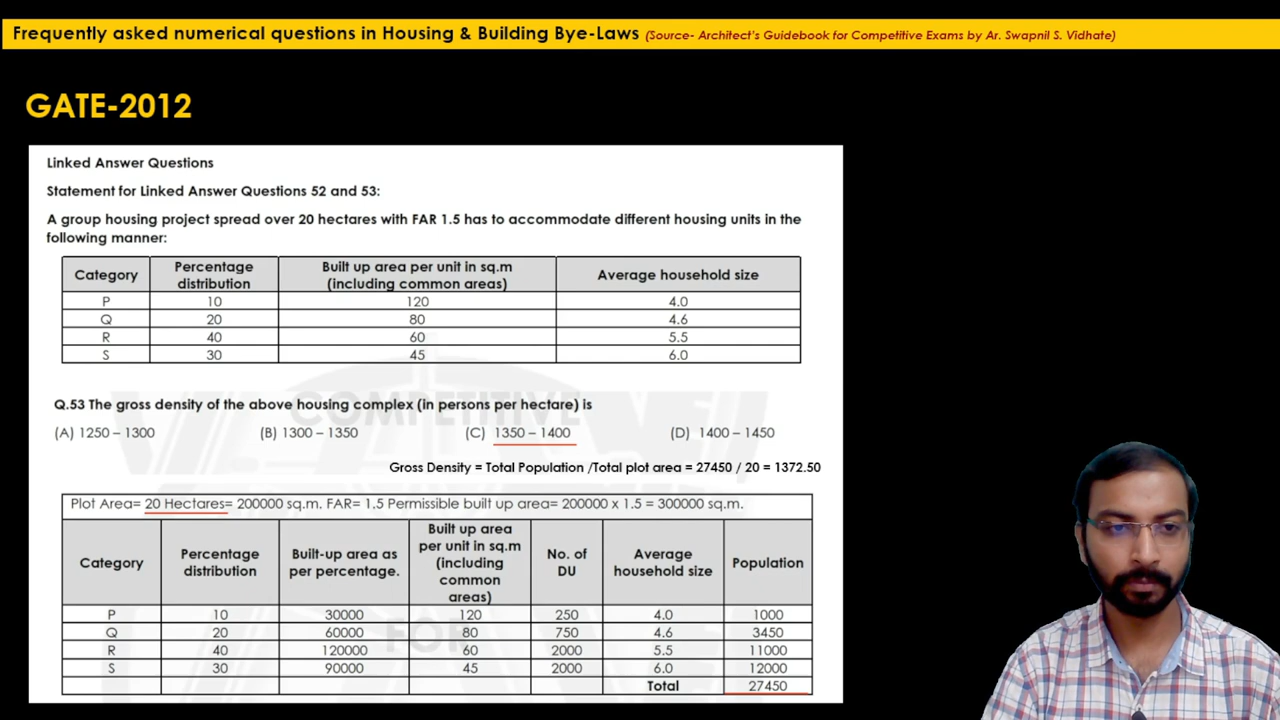 Frequently asked numerical questions in Housing & Building Bye-Laws (Source- Architect's Guidebook for Competitive Exams by Ar. Swapnil S. Vidhate)
GATE-2012
Linked Answer Questions
Statement for Linked Answer Questions 52 and 53:
A group housing project spread over 20 hectares with FAR 1.5 has to accommodate different housing units in the
following manner:
Category Percentage distribution Built up area per unit in sq.m (including common areas) Average household size
P 10 120 4.0
Q 20 80 4.6
R 40 60 5.5
S 30 45 6.0
COMPETITIVE
Q.53 The gross density of the above housing complex (in persons per hectare) is
(A) 1250 – 1300 (B) 1300 – 1350 (C) 1350 – 1400 (D) 1400 – 1450
Gross Density = Total Population /Total plot area = 27450 / 20 = 1372.50
Plot Area= 20 Hectares= 200000 sq.m. FAR= 1.5 Permissible built up area= 200000 x 1.5 = 300000 sq.m.
Category Percentage distribution Built-up area as per percentage. Built up area per unit in sq.m (including common areas) No. of DU Average household size Population
P 10 30000 120 250 4.0 1000
Q 20 60000 80 750 4.6 3450
FOR
R 40 120000 60 2000 5.5 11000
S 30 90000 45 2000 6.0 12000
Total 27450